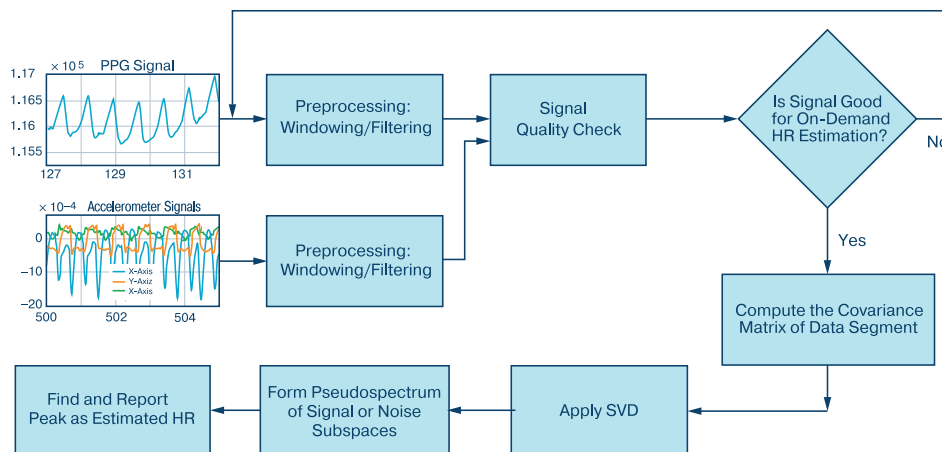 PPG Signal
× 10 5
1.17
1.165
1.16
1.155
127
129
131
Preprocessing:
Windowing/Filtering
Signal
Quality Check
Is Signal Good
for On-Demand
HR Estimation?
No
Yes
Accelerometer Signals
× 10 –4
0
–10
–20
X-Axis
Y-Axiz
X-Axis
500
502
504
Preprocessing:
Windowing/Filtering
Compute the Covariance
Matrix of Data Segment
Find and Report
Peak as Estimated HR
Form Pseudospectrum
of Signal or Noise
Subspaces
Apply SVD